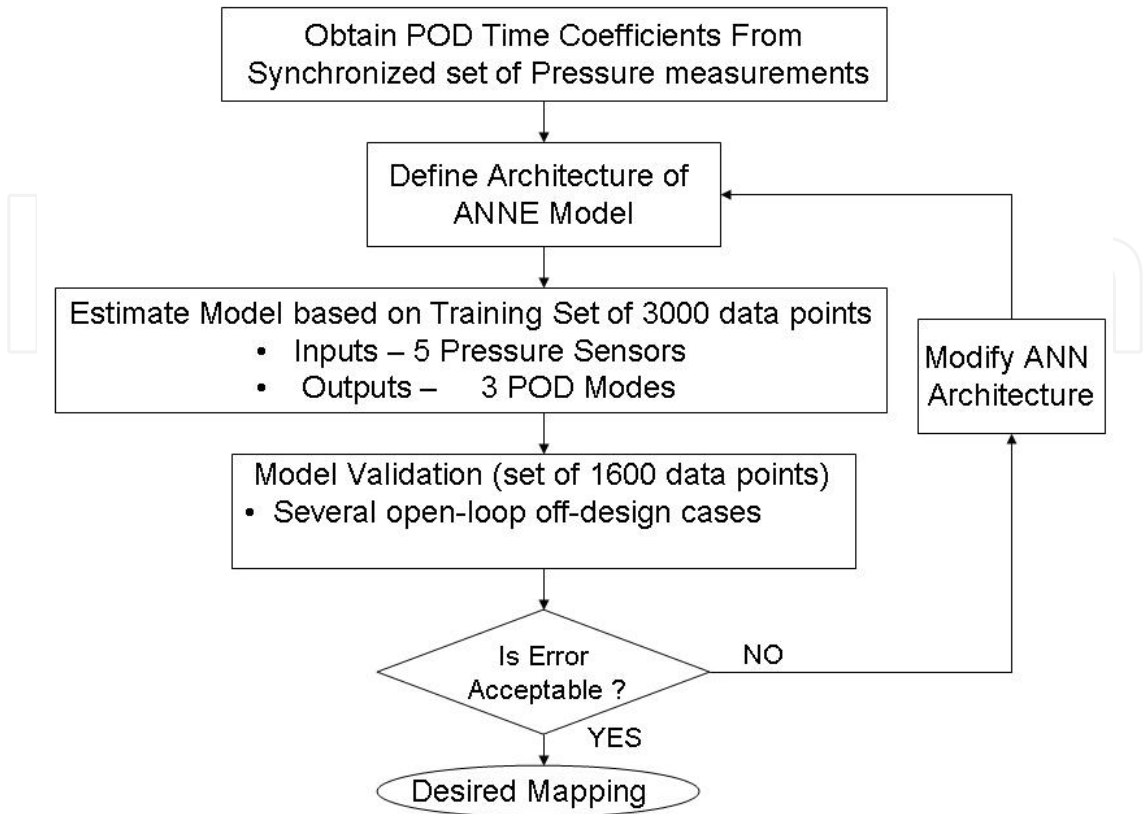 Obtain POD Time Coefficients From
Synchronized set of Pressure measurements
Define Architecture of
ANNE Model
Estimate Model based on Training Set of 3000 data points
• Inputs – 5 Pressure Sensors
• Outputs – 3 POD Modes
Modify ANN
Architecture
Model Validation (set of 1600 data points)
• Several open-loop off-design cases
Is Error
Acceptable ?
NO
YES
Desired Mapping